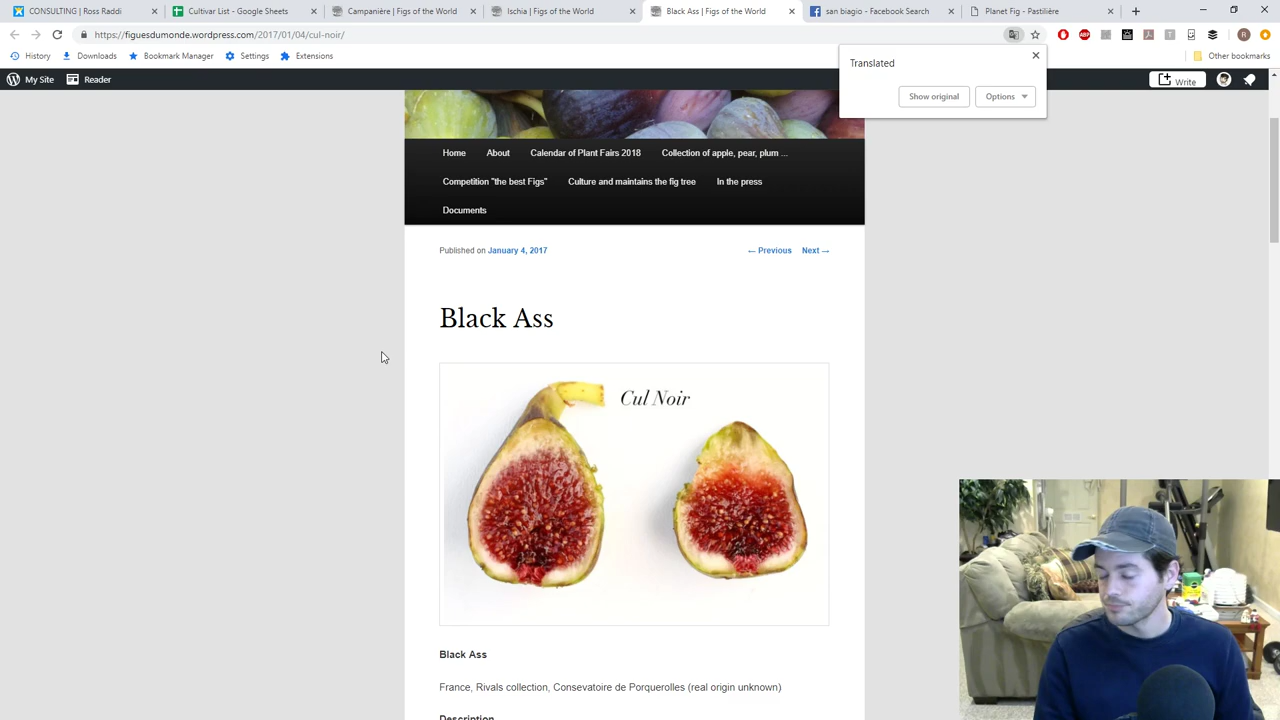 CONSULTING | Ross Raddi
Cultivar List - Google Sheets
Campanière | Figs of the World
Ischia | Figs of the World
Black Ass | Figs of the World
san biagio - Facebook Search
Planet Fig - Pastilière
https://figuesdumonde.wordpress.com/2017/01/04/cul-noir/
History
Downloads
Bookmark Manager
Settings
Extensions
Other bookmarks
My Site
Reader
Write
Translated
Show original
Options
Home
About
Calendar of Plant Fairs 2018
Collection of apple, pear, plum ...
Competition "the best Figs"
Culture and maintains the fig tree
In the press
Documents
Published on January 4, 2017
← Previous
Next →
Black Ass
Cul Noir
Black Ass
France, Rivals collection, Consevatoire de Porquerolles (real origin unknown)
Description